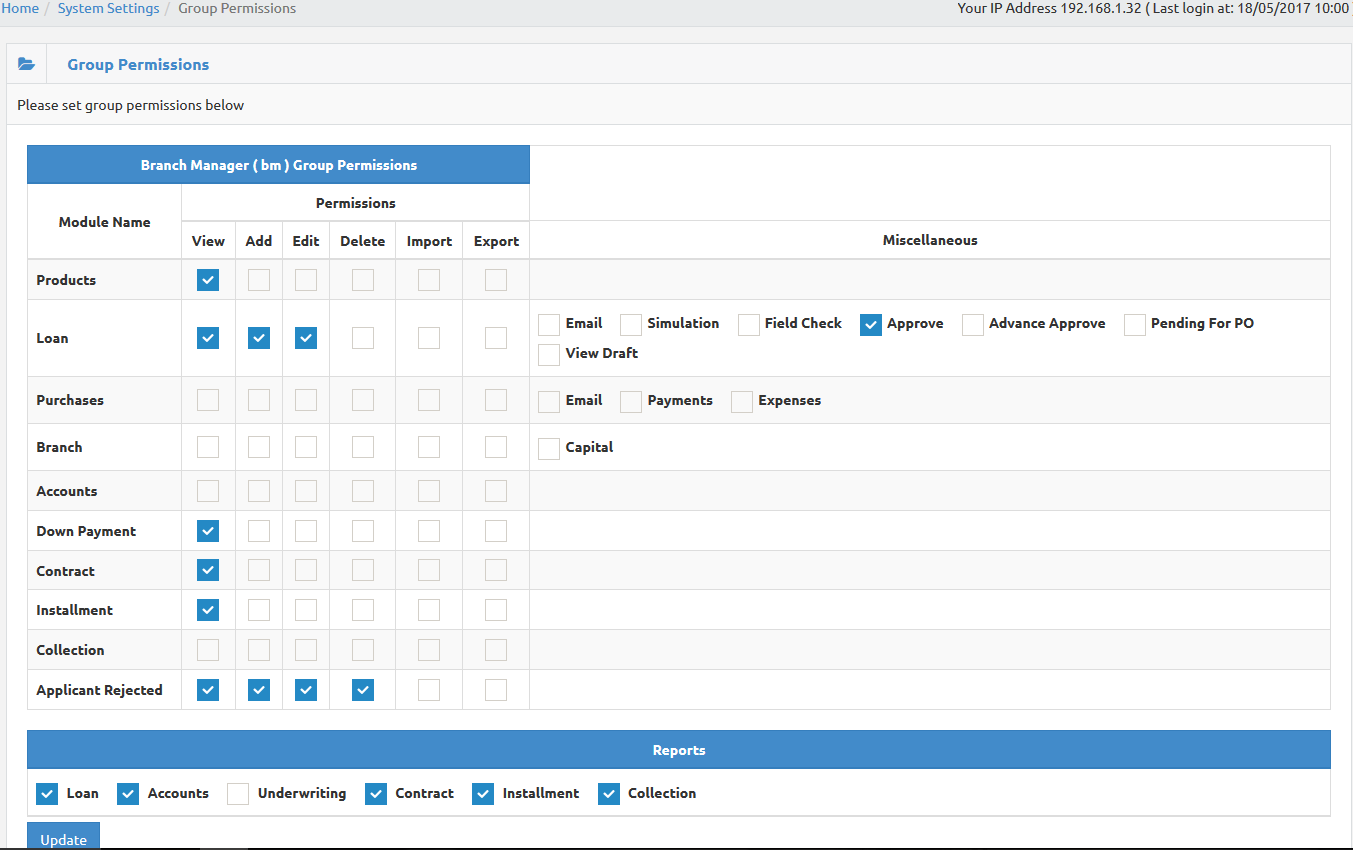 Home / System Settings / Group Permissions Your IP Address 192.168.1.32 ( Last login at: 18/05/2017 10:00
Group Permissions
Please set group permissions below
Branch Manager ( bm ) Group Permissions
Module Name
Permissions
View Add Edit Delete Import Export Miscellaneous
Products
Loan
Email Simulation Field Check Approve Advance Approve Pending For PO
View Draft
Purchases Email Payments Expenses
Branch Capital
Accounts
Down Payment
Contract
Installment
Collection
Applicant Rejected
Reports
Loan Accounts Underwriting Contract Installment Collection
Update